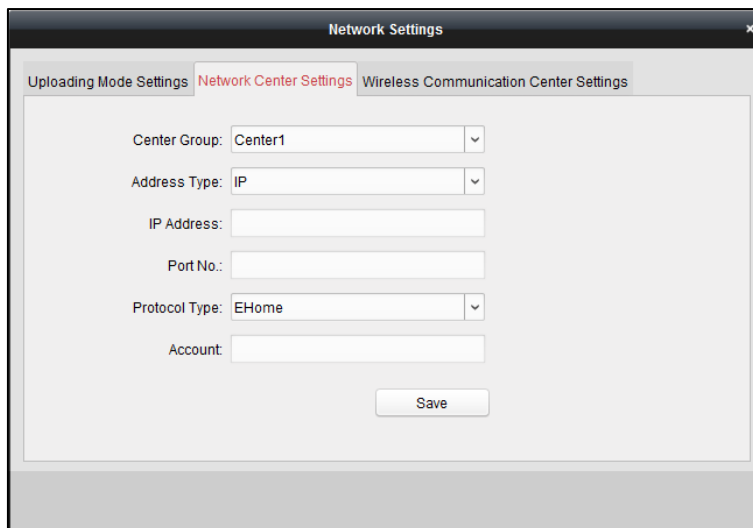 Network Settings
Uploading Mode Settings Network Center Settings Wireless Communication Center Settings
Center Group: Center1
Address Type: IP
IP Address:
Port No.:
Protocol Type: EHome
Account:
Save